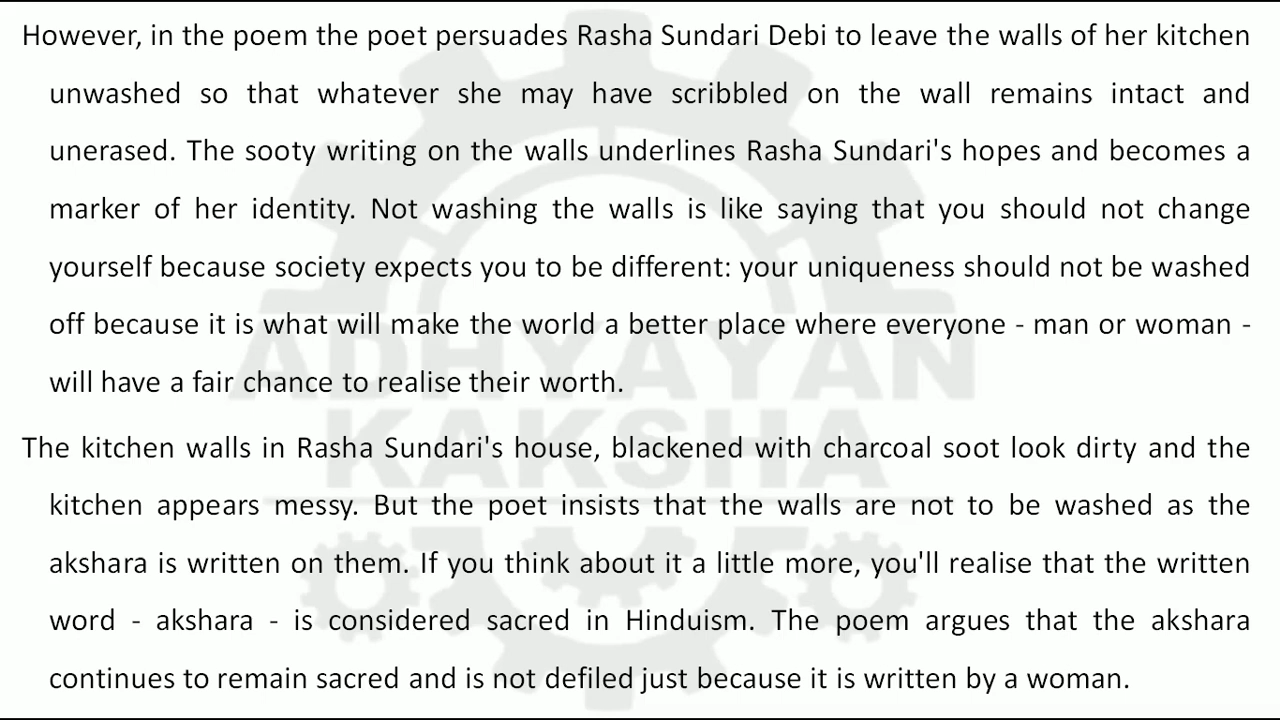 However, in the poem the poet persuades Rasha Sundari Debi to leave the walls of her kitchen
unwashed so that whatever she may have scribbled on the wall remains intact and
unerased. The sooty writing on the walls underlines Rasha Sundari's hopes and becomes a
marker of her identity. Not washing the walls is like saying that you should not change
yourself because society expects you to be different: your uniqueness should not be washed
off because it is what will make the world a better place where everyone - man or woman -
will have a fair chance to realise their worth.
The kitchen walls in Rasha Sundari's house, blackened with charcoal soot look dirty and the
kitchen appears messy. But the poet insists that the walls are not to be washed as the
akshara is written on them. If you think about it a little more, you'll realise that the written
word - akshara - is considered sacred in Hinduism. The poem argues that the akshara
continues to remain sacred and is not defiled just because it is written by a woman.
ADHYAYAN
KAKSHA